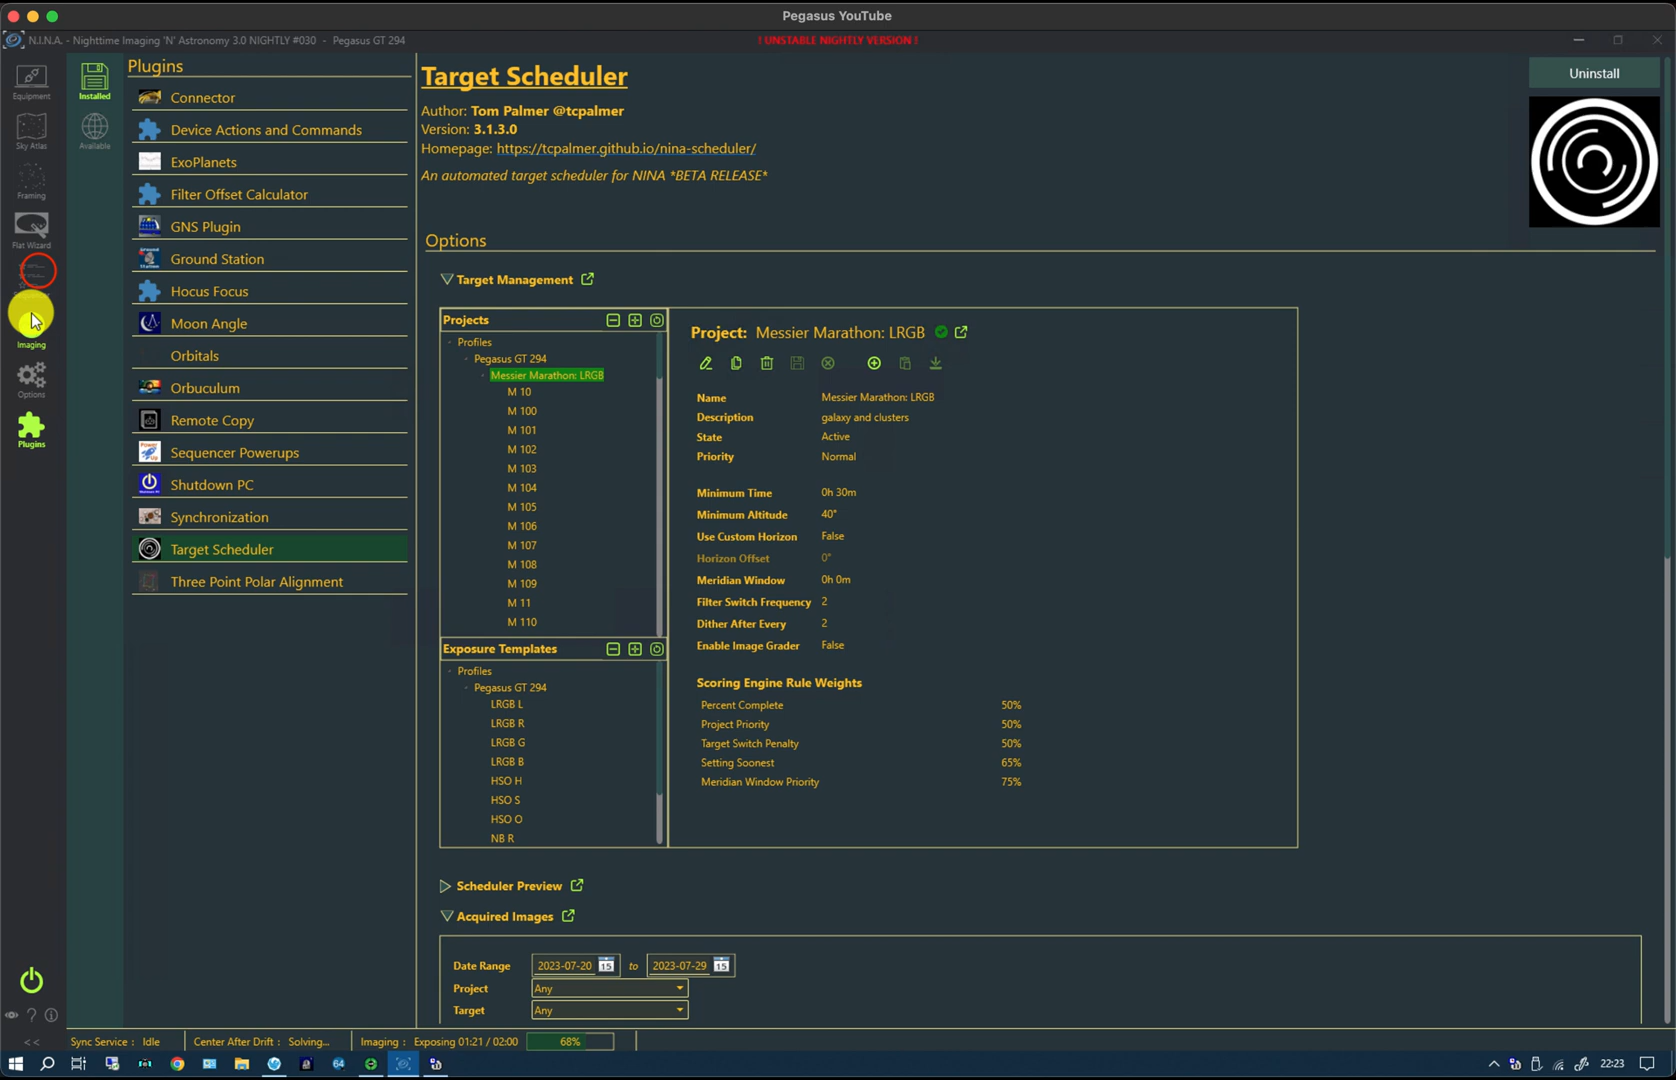 Pegasus YouTube
N.I.N.A. - Nighttime Imaging 'N' Astronomy 3.0 NIGHTLY #030 - Pegasus GT 294
! UNSTABLE NIGHTLY VERSION !
Equipment
Sky Atlas
Framing
Flat Wizard
Imaging
Options
Plugins
Installed
Available
Plugins
Connector
Device Actions and Commands
ExoPlanets
Filter Offset Calculator
GNS Plugin
Ground Station
Hocus Focus
Moon Angle
Orbitals
Orbuculum
Remote Copy
Sequencer Powerups
Shutdown PC
Synchronization
Target Scheduler
Three Point Polar Alignment
Target Scheduler
Uninstall
Author: Tom Palmer @tcpalmer
Version: 3.1.3.0
Homepage: https://tcpalmer.github.io/nina-scheduler/
An automated target scheduler for NINA *BETA RELEASE*
Options
Target Management
Projects
Profiles
Pegasus GT 294
Messier Marathon: LRGB
M 10
M 100
M 101
M 102
M 103
M 104
M 105
M 106
M 107
M 108
M 109
M 11
M 110
Exposure Templates
Profiles
Pegasus GT 294
LRGB L
LRGB R
LRGB G
LRGB B
HSO H
HSO S
HSO O
NB R
Project: Messier Marathon: LRGB
Name Messier Marathon: LRGB
Description galaxy and clusters
State Active
Priority Normal
Minimum Time 0h 30m
Minimum Altitude 40°
Use Custom Horizon False
Horizon Offset 0°
Meridian Window 0h 0m
Filter Switch Frequency 2
Dither After Every 2
Enable Image Grader False
Scoring Engine Rule Weights
Percent Complete 50%
Project Priority 50%
Target Switch Penalty 50%
Setting Soonest 65%
Meridian Window Priority 75%
Scheduler Preview
Acquired Images
Date Range 2023-07-20 15 to 2023-07-29 15
Project Any
Target Any
<< Sync Service : Idle Center After Drift : Solving... Imaging : Exposing 01:21 / 02:00 68%
64
22:23